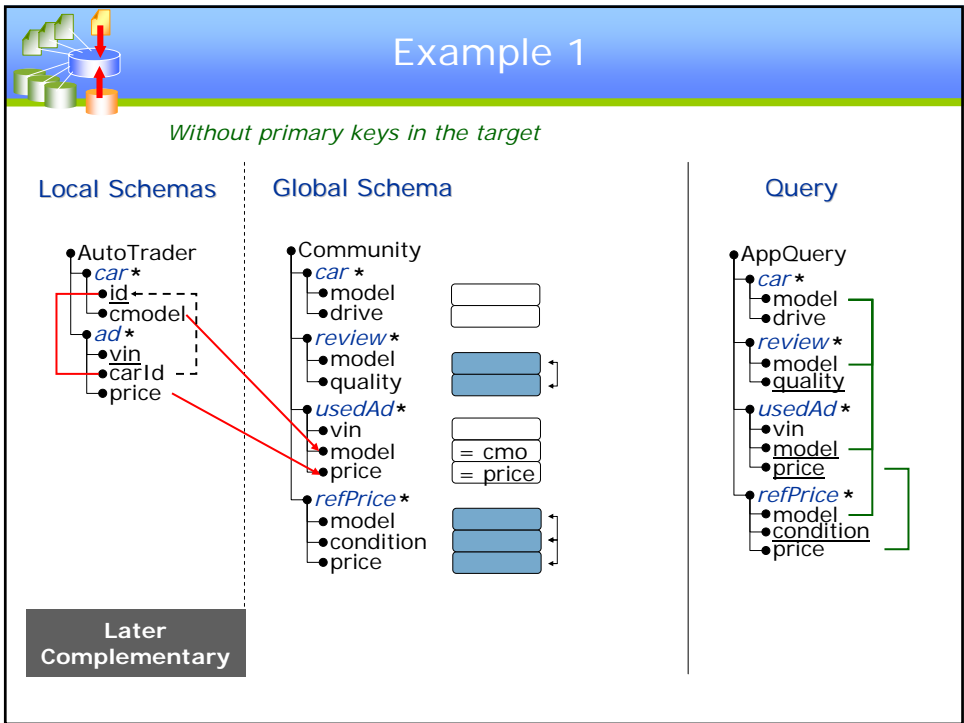 Example 1
Without primary keys in the target
Local Schemas
AutoTrader
car *
id
cmodel
ad *
vin
carId
price
Global Schema
Community
car *
model
drive
review *
model
quality
usedAd *
vin
model
= cmo
price
= price
refPrice *
model
condition
price
Query
AppQuery
car *
model
drive
review *
model
quality
usedAd *
vin
model
price
refPrice *
model
condition
price
Later
Complementary